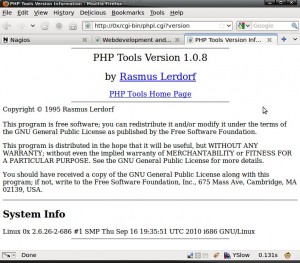 PHP Tools Version Information - Mozilla Firefox
File Edit View History Delicious Bookmarks Tools Help
http://0x/cgi-bin/phpl.cgi?version
Nagios
Webdevelopment and...
PHP Tools Version Inf...
PHP Tools Version 1.0.8
by Rasmus Lerdorf
PHP Tools Home Page
Copyright © 1995 Rasmus Lerdorf
This program is free software; you can redistribute it and/or modify it under the terms of
the GNU General Public License as published by the Free Software Foundation.
This program is distributed in the hope that it will be useful, but WITHOUT ANY
WARRANTY; without even the implied warranty of MERCHANTABILITY or FITNESS FOR
A PARTICULAR PURPOSE. See the GNU General Public License for more details.
You should have received a copy of the GNU General Public License along with this
program; if not, write to the Free Software Foundation, Inc., 675 Mass Ave, Cambridge, MA
02139, USA.
System Info
Linux 0x 2.6.26-2-686 #1 SMP Thu Sep 16 19:35:51 UTC 2010 i686 GNU/Linux
Done
YSlow
0.131s